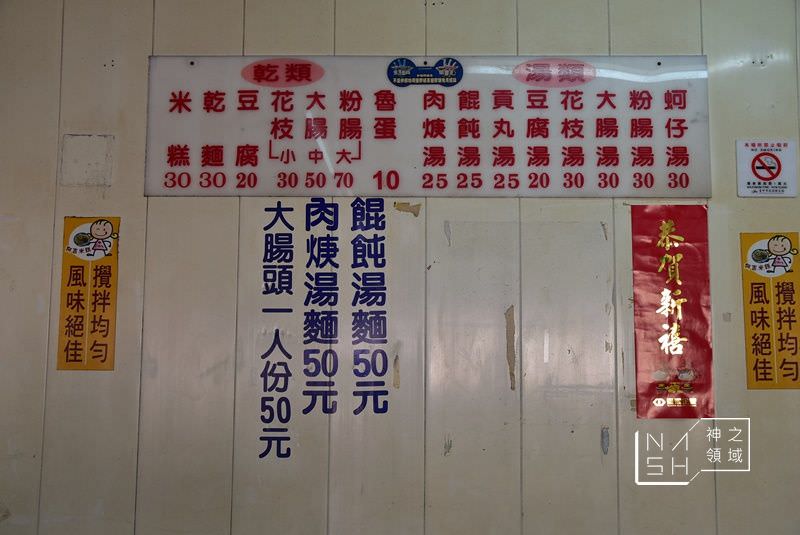 乾類
湯類
米糕 30
乾麵 30
豆腐 20
花枝 大腸 粉腸
小 30 中 50 大 70
魯蛋 10
肉焿湯 25
餛飩湯 25
貢丸湯 25
豆腐湯 20
花枝湯 30
大腸湯 30
粉腸湯 30
蚵仔湯 30
餛飩湯麵50元
肉焿湯麵50元
大腸頭一人份50元
攪拌均勻
風味絕佳
恭賀新禧
攪拌均勻
風味絕佳
NASH
神之領域